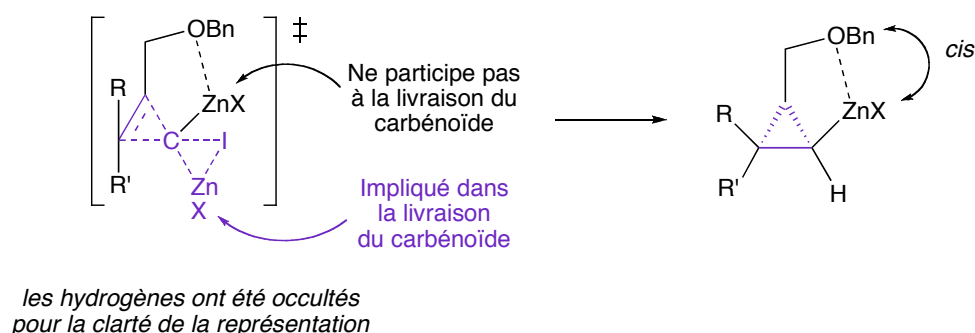 OBn
‡
R
ZnX
C
I
R'
Zn
X
Ne participe pas
à la livraison du
carbénoïde
Impliqué dans
la livraison
du carbénoïde
OBn
cis
ZnX
R
R'
H
les hydrogènes ont été occultés
pour la clarté de la représentation